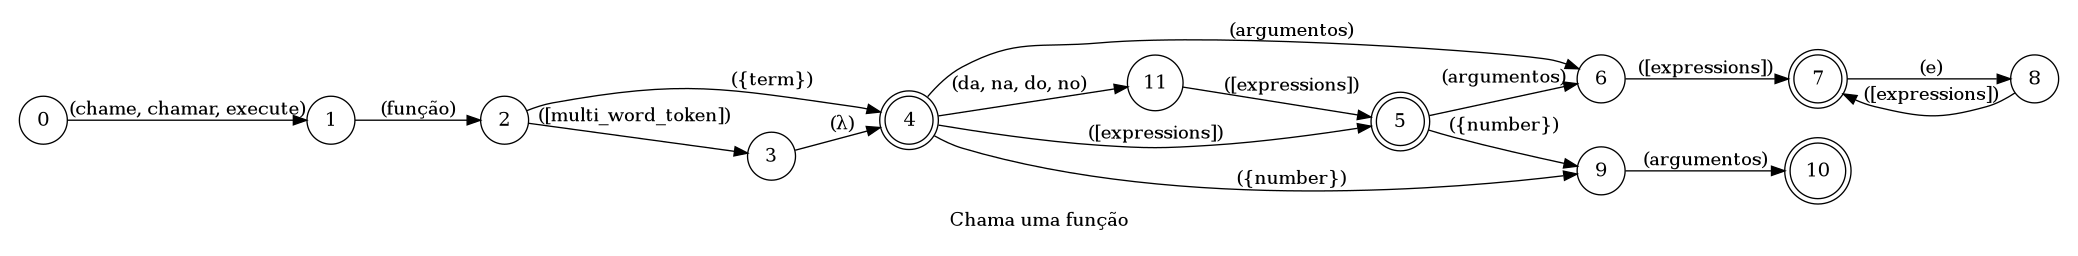 0
(chame, chamar, execute)
1
(função)
2
({term})
([multi_word_token])
3
(λ)
4
(argumentos)
(da, na, do, no)
11
([expressions])
([expressions])
({number})
5
(argumentos)
({number})
6
([expressions])
7
(e)
([expressions])
8
9
(argumentos)
10
Chama uma função